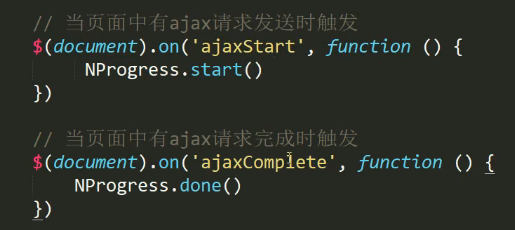 // 当页面中有ajax请求发送时触发
$(document).on('ajaxStart', function () {
    NProgress.start()
})

// 当页面中有ajax请求完成时触发
$(document).on('ajaxComplete', function () {
    NProgress.done()
})